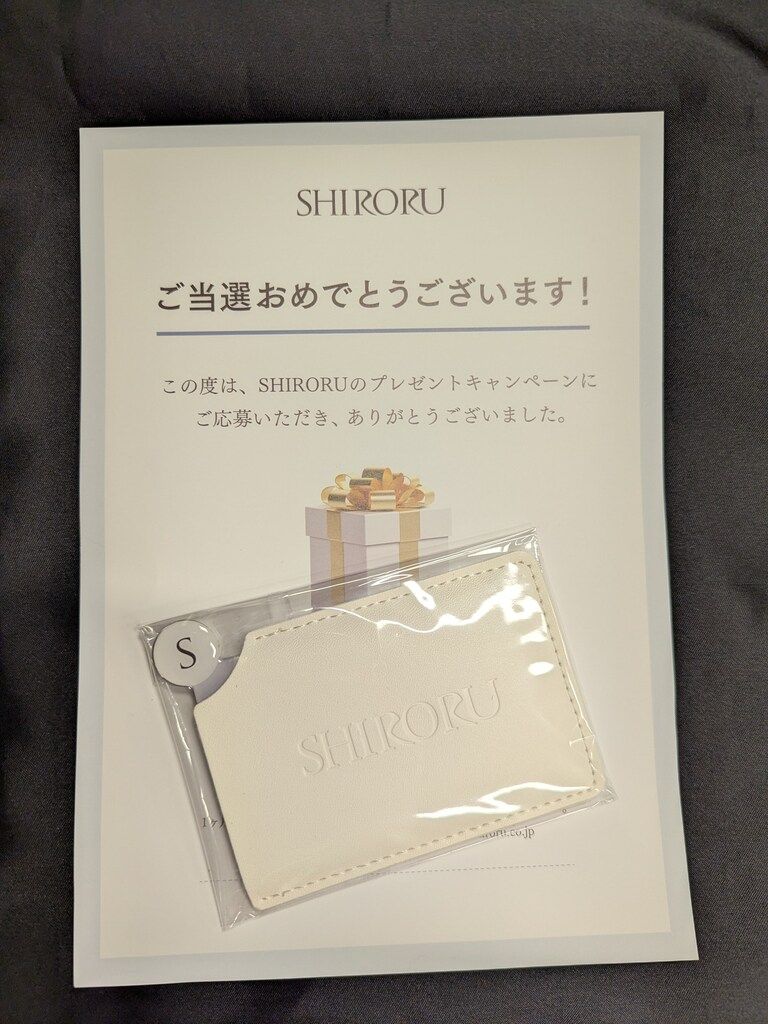 SHIRORU
ご当選おめでとうございます!
この度は、SHIRORUのプレゼントキャンペーンに
ご応募いただき、ありがとうございました。
S
SHIRORU
1ヶ